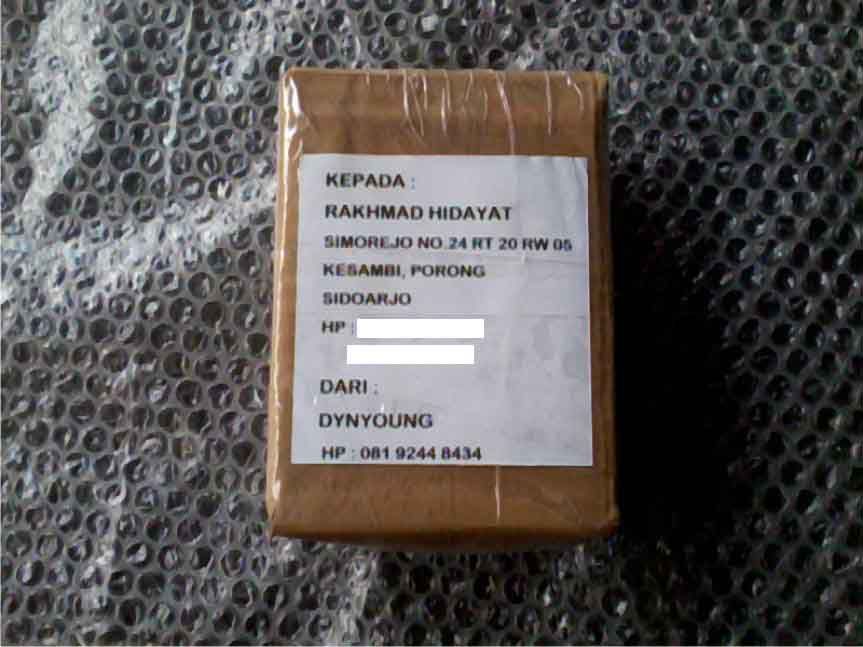 KEPADA :
RAKHMAD HIDAYAT
SIMOREJO NO.24 RT 20 RW 05
KESAMBI, PORONG
SIDOARJO
HP :
DARI :
DYNYOUNG
HP : 081 9244 8434